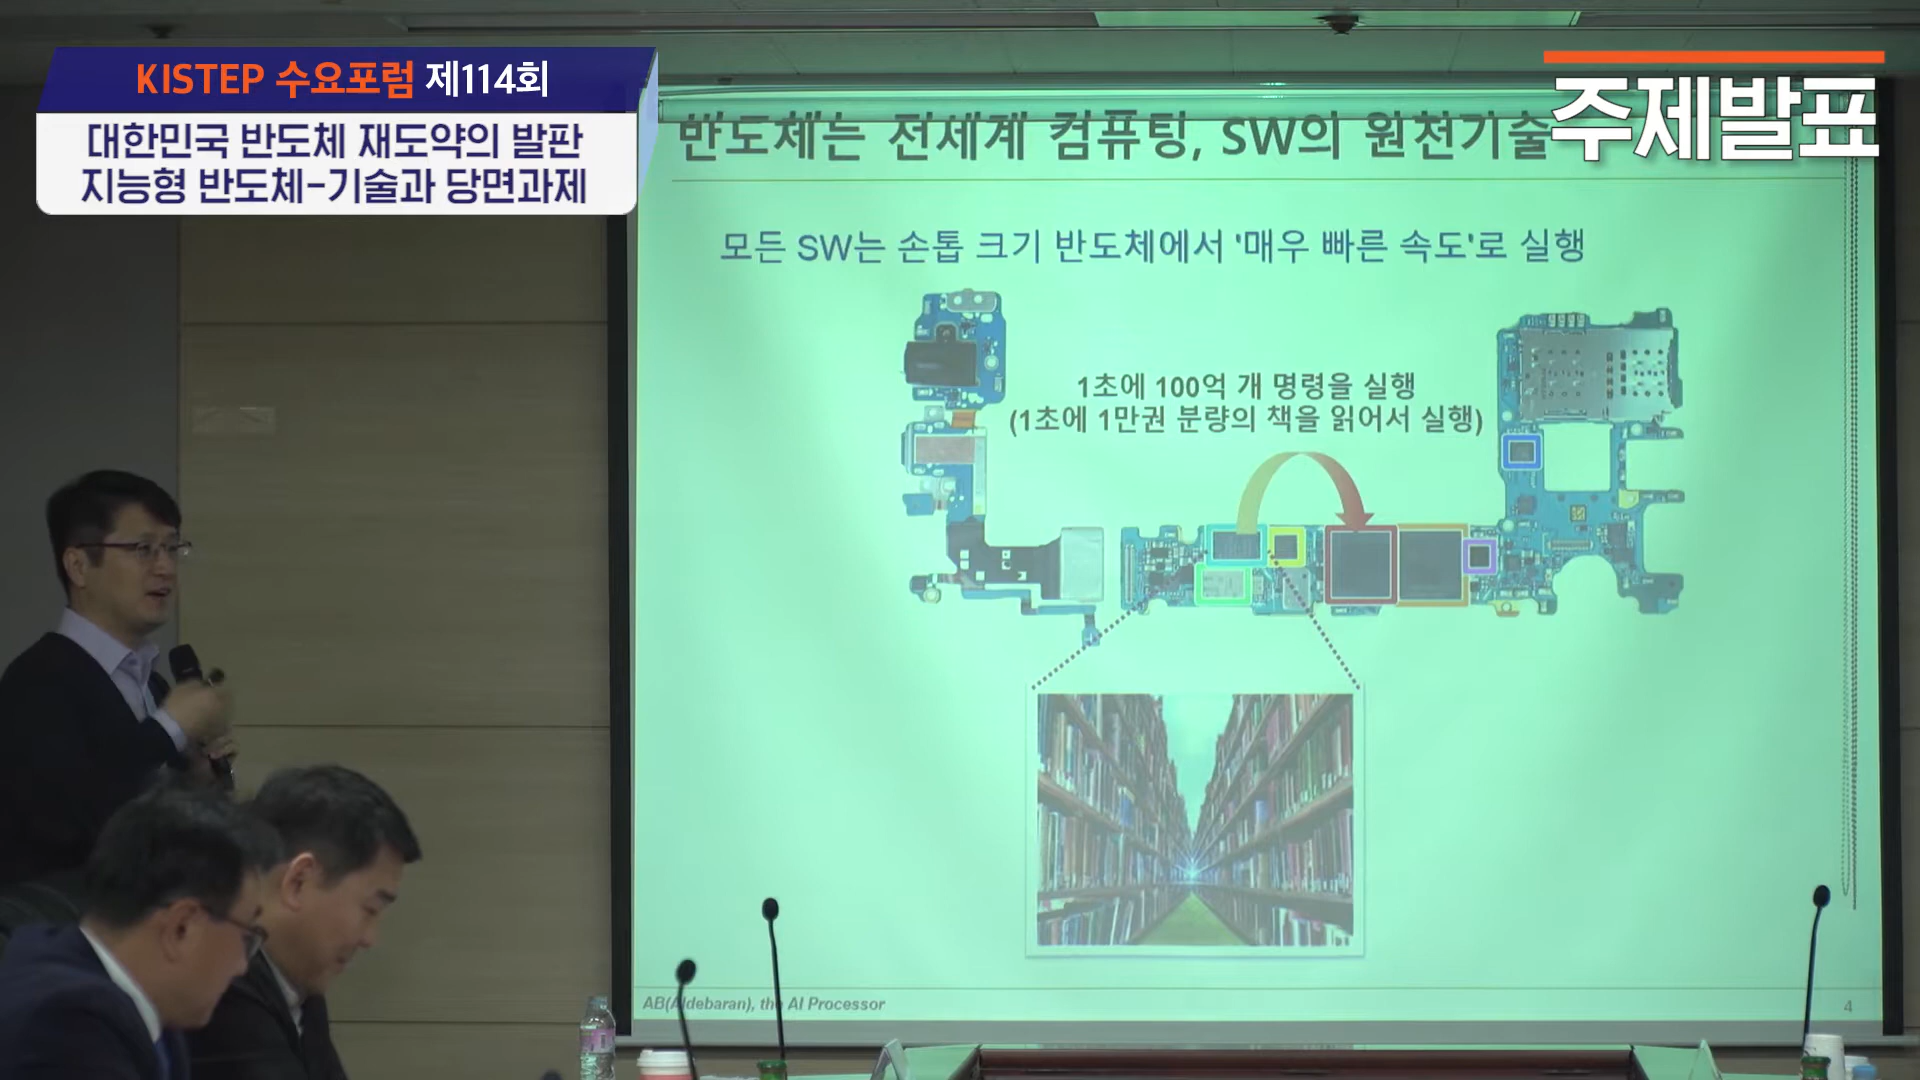 KISTEP 수요포럼 제114회
대한민국 반도체 재도약의 발판
지능형 반도체-기술과 당면과제
주제발표
반도체는 전세계 컴퓨팅, SW의 원천기술
모든 SW는 손톱 크기 반도체에서 '매우 빠른 속도'로 실행
1초에 100억 개 명령을 실행
(1초에 1만권 분량의 책을 읽어서 실행)
AB(Aldebaran), the AI Processor
4